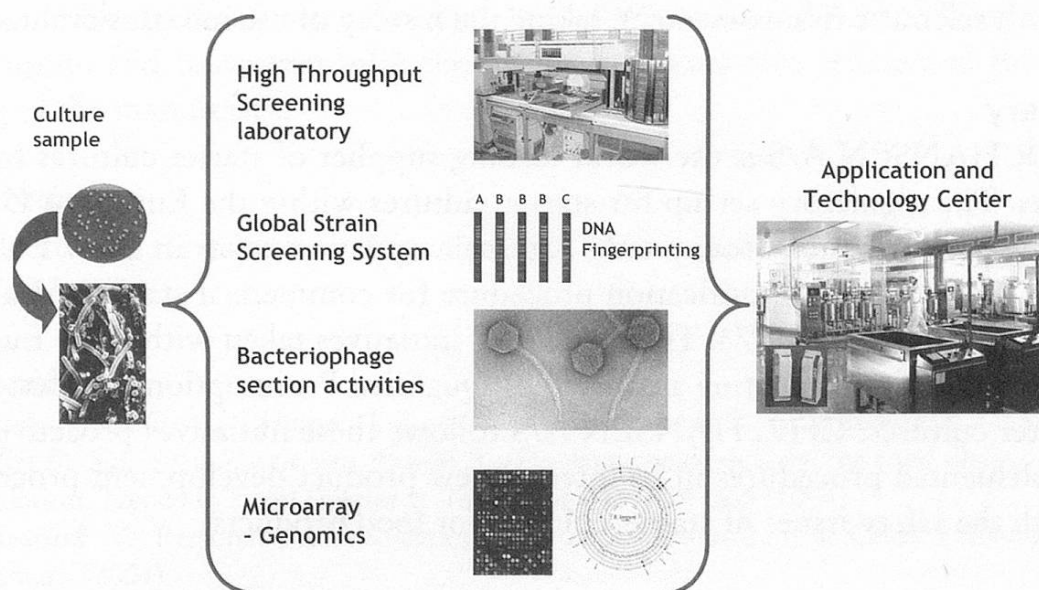 Culture
sample
High Throughput
Screening
laboratory
Global Strain
Screening System
A B B B C
DNA
Fingerprinting
Bacteriophage
section activities
Microarray
- Genomics
Application and
Technology Center